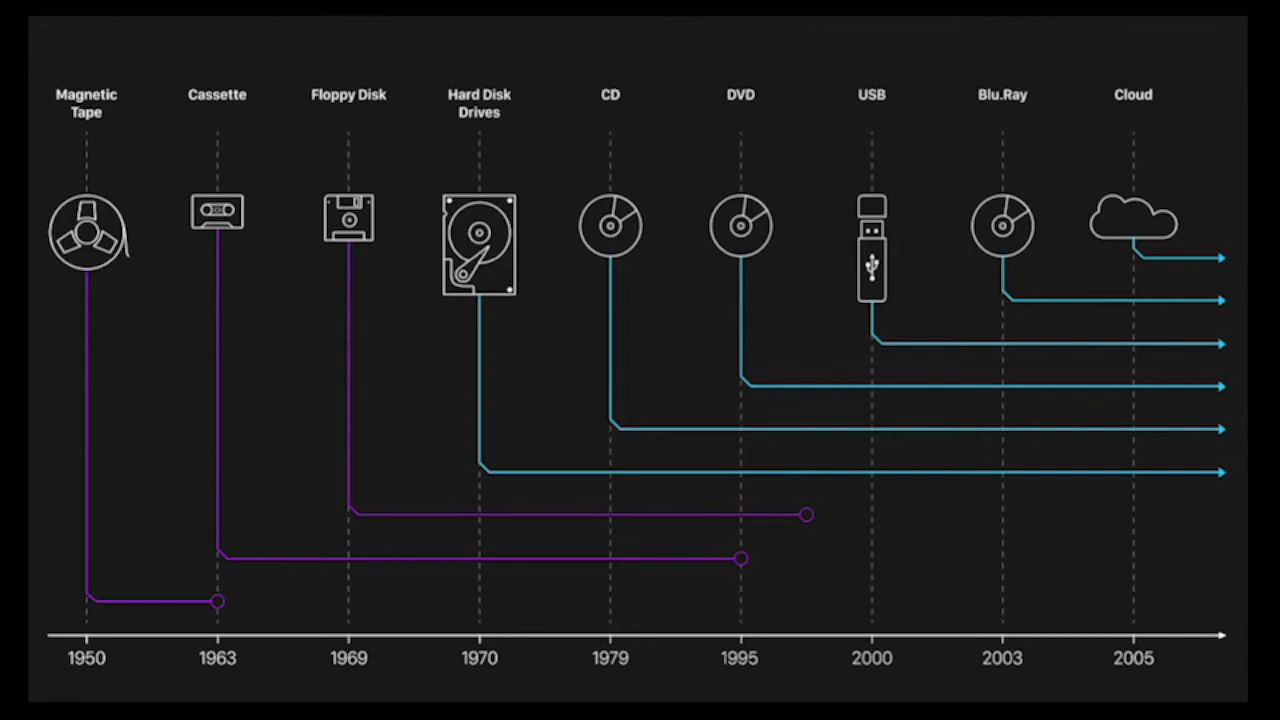 Magnetic
Tape
Cassette
Floppy Disk
Hard Disk
Drives
CD
DVD
USB
Blu.Ray
Cloud
1950
1963
1969
1970
1979
1995
2000
2003
2005